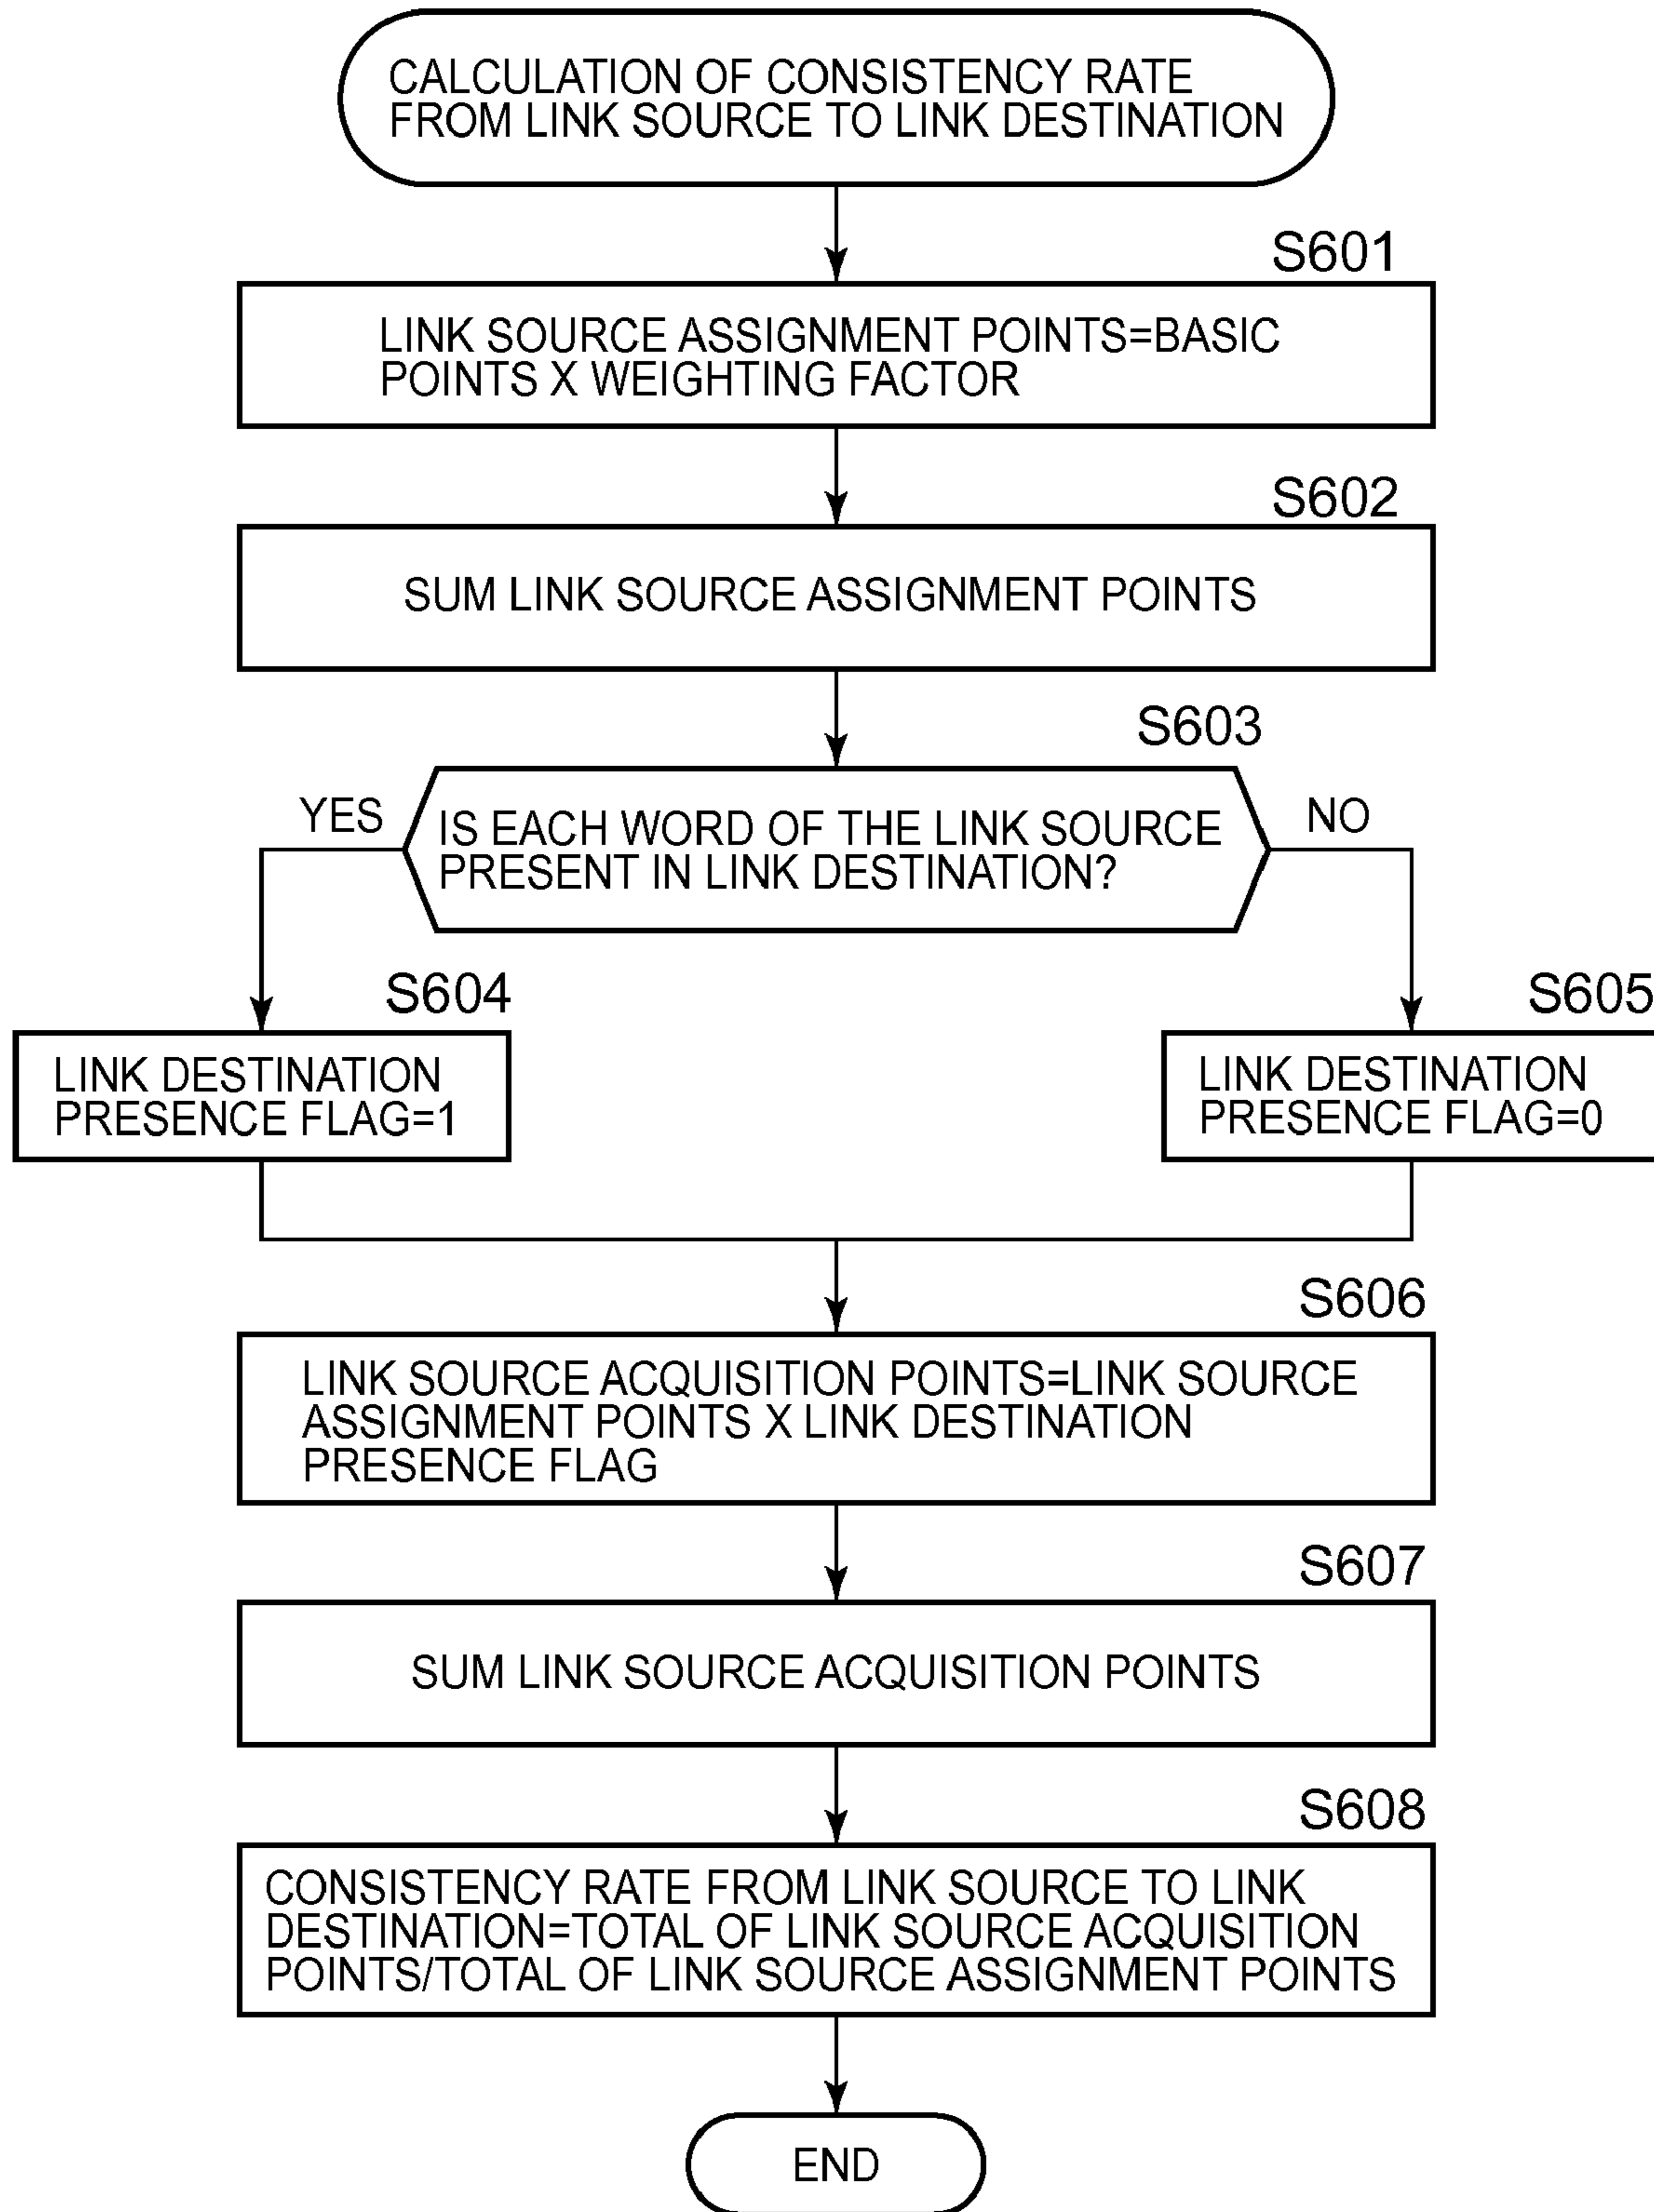 CALCULATION OF CONSISTENCY RATE
FROM LINK SOURCE TO LINK DESTINATION
S601
LINK SOURCE ASSIGNMENT POINTS=BASIC
POINTS X WEIGHTING FACTOR
S602
SUM LINK SOURCE ASSIGNMENT POINTS
S603
YES
IS EACH WORD OF THE LINK SOURCE
PRESENT IN LINK DESTINATION?
NO
S604
LINK DESTINATION
PRESENCE FLAG=1
S605
LINK DESTINATION
PRESENCE FLAG=0
S606
LINK SOURCE ACQUISITION POINTS=LINK SOURCE
ASSIGNMENT POINTS X LINK DESTINATION
PRESENCE FLAG
S607
SUM LINK SOURCE ACQUISITION POINTS
S608
CONSISTENCY RATE FROM LINK SOURCE TO LINK
DESTINATION=TOTAL OF LINK SOURCE ACQUISITION
POINTS/TOTAL OF LINK SOURCE ASSIGNMENT POINTS
END